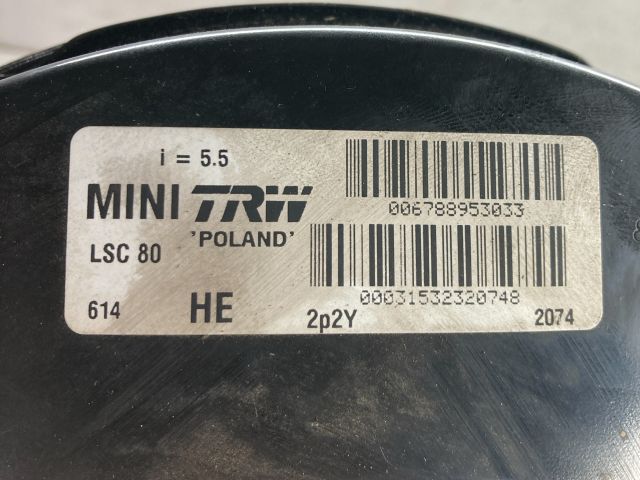 i = 5.5
MINI TRW
006788953033
LSC 80
'POLAND'
00031532320748
614
HE
2p2Y
2074